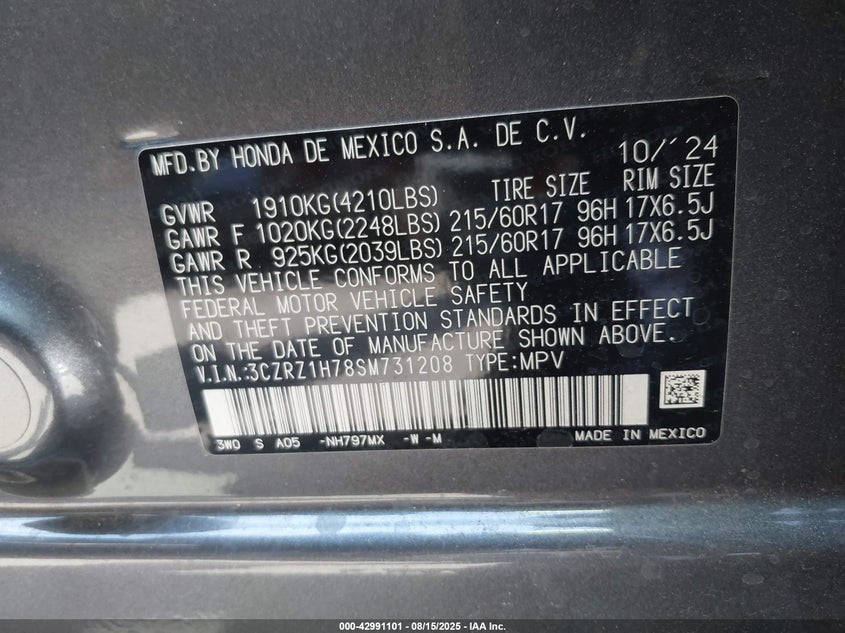 MFD.BY HONDA DE MEXICO S.A. DE C.V. 10/'24
TIRE SIZE RIM SIZE
GVWR 1910KG(4210LBS)
GAWR F 1020KG(2248LBS) 215/60R17 96H 17X6.5J
GAWR R 925KG(2039LBS) 215/60R17 96H 17X6.5J
THIS VEHICLE CONFORMS TO ALL APPLICABLE
FEDERAL MOTOR VEHICLE SAFETY
AND THEFT PREVENTION STANDARDS IN EFFECT
ON THE DATE OF MANUFACTURE SHOWN ABOVE.
V.I.N.:3CZRZ1H78SM731208 TYPE:MPV
3W0 S A05 -NH797MX -W -M MADE IN MEXICO
000-42991101 - 08/15/2025 - IAA Inc.